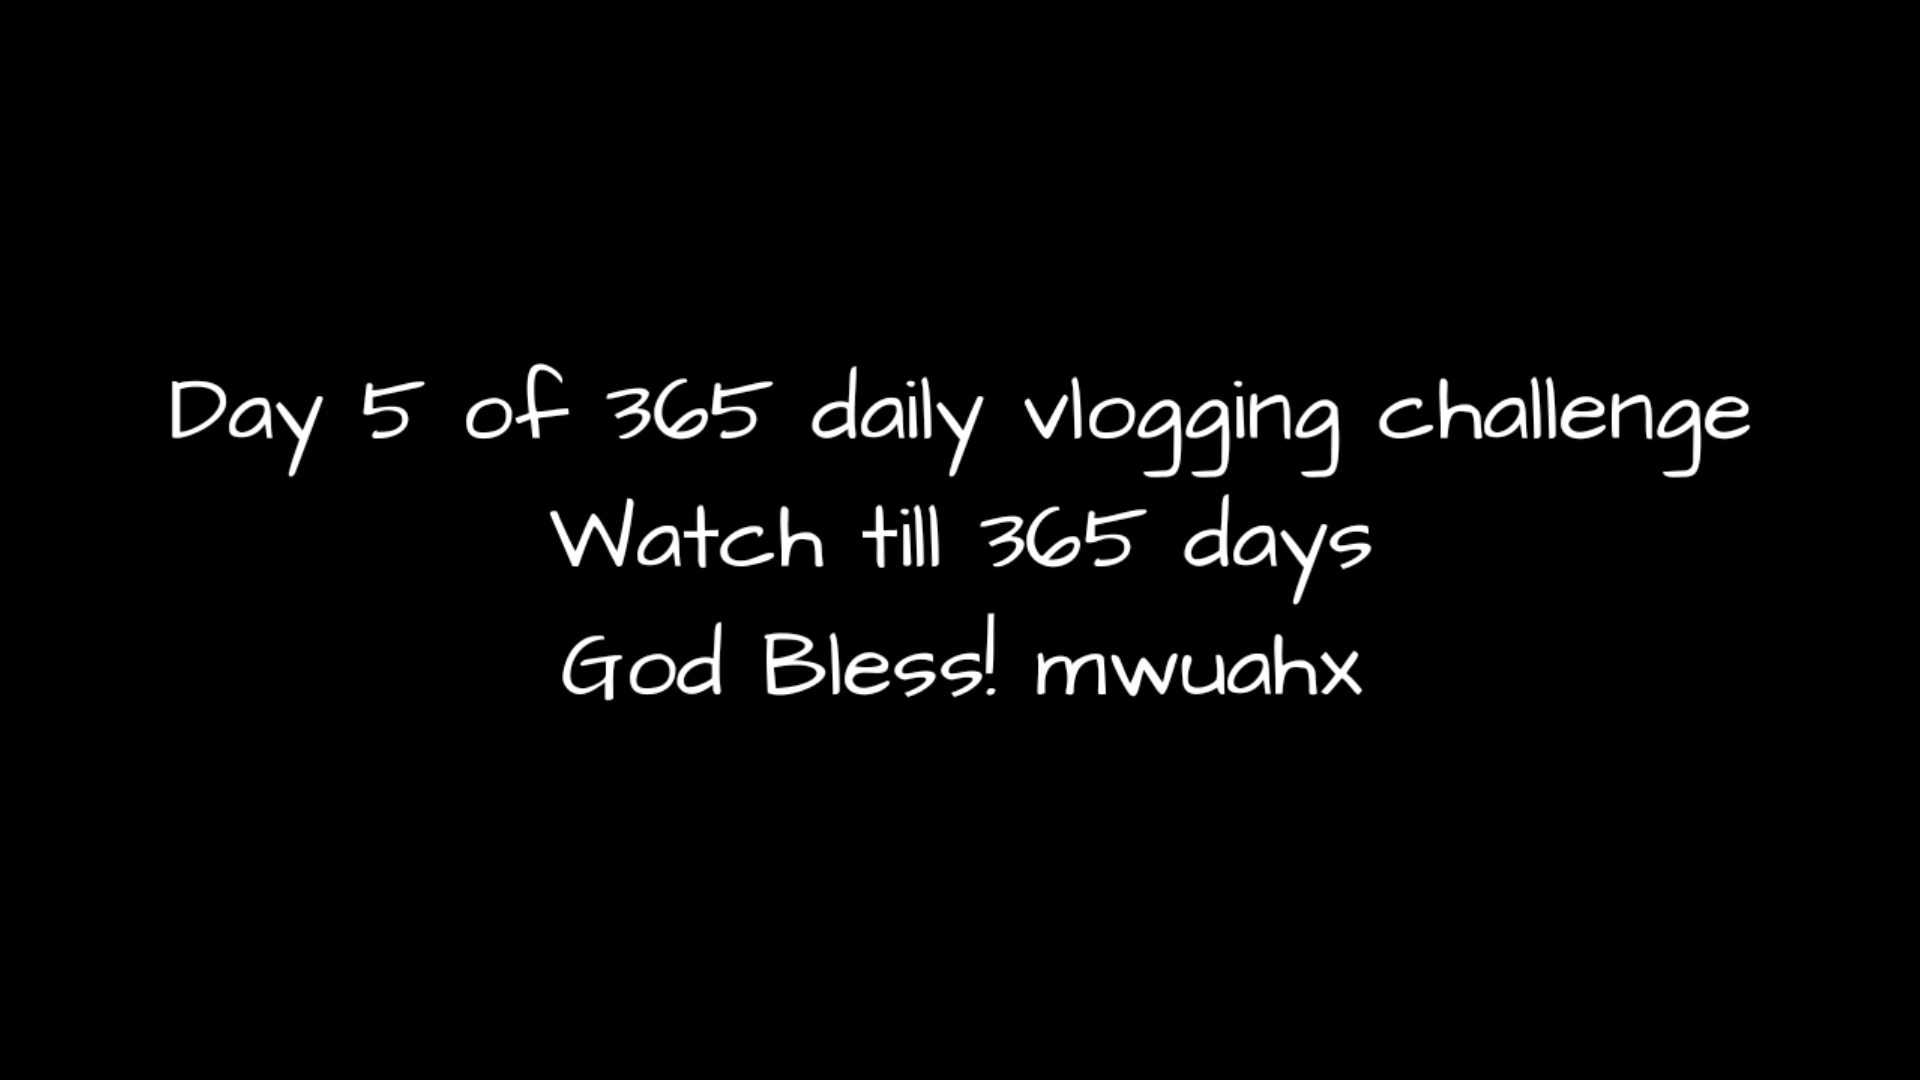 Day 5 of 365 daily vlogging challenge
Watch till 365 days
God Bless! mwuahx